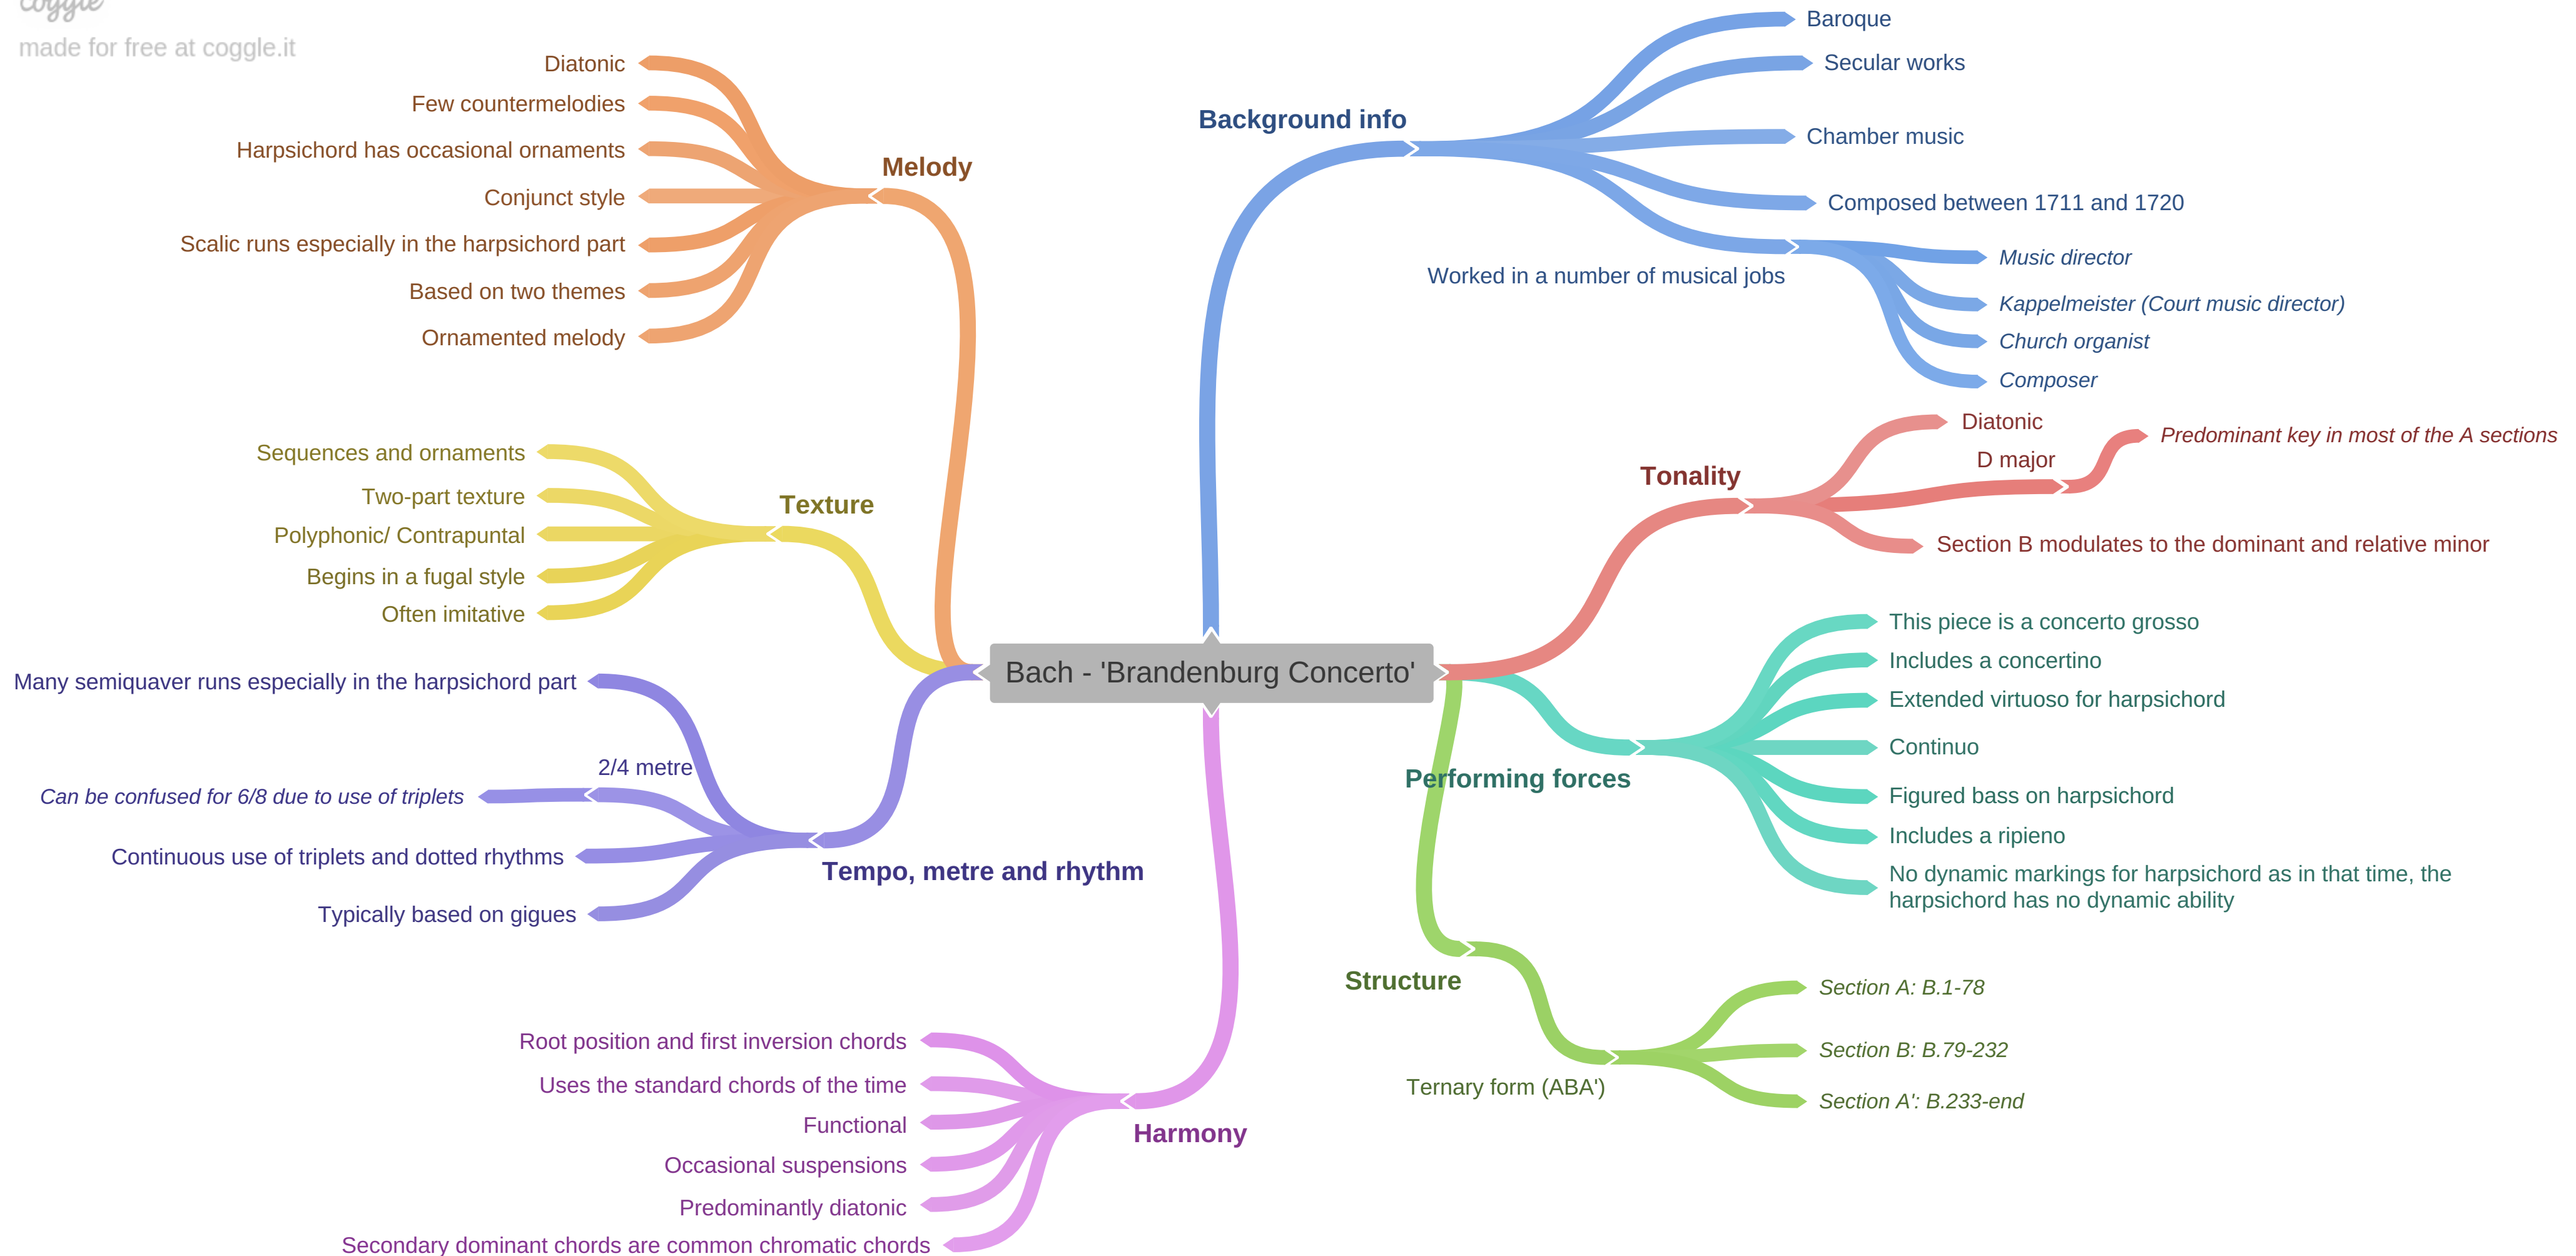 coggle
made for free at coggle.it
Bach - 'Brandenburg Concerto'
Background info
Baroque
Secular works
Chamber music
Composed between 1711 and 1720
Worked in a number of musical jobs
Music director
Kappelmeister (Court music director)
Church organist
Composer
Tonality
Diatonic
D major
Predominant key in most of the A sections
Section B modulates to the dominant and relative minor
Performing forces
This piece is a concerto grosso
Includes a concertino
Extended virtuoso for harpsichord
Continuo
Figured bass on harpsichord
Includes a ripieno
No dynamic markings for harpsichord as in that time, the
harpsichord has no dynamic ability
Structure
Ternary form (ABA')
Section A: B.1-78
Section B: B.79-232
Section A': B.233-end
Melody
Diatonic
Few countermelodies
Harpsichord has occasional ornaments
Conjunct style
Scalic runs especially in the harpsichord part
Based on two themes
Ornamented melody
Texture
Sequences and ornaments
Two-part texture
Polyphonic/ Contrapuntal
Begins in a fugal style
Often imitative
Tempo, metre and rhythm
Many semiquaver runs especially in the harpsichord part
2/4 metre
Can be confused for 6/8 due to use of triplets
Continuous use of triplets and dotted rhythms
Typically based on gigues
Harmony
Root position and first inversion chords
Uses the standard chords of the time
Functional
Occasional suspensions
Predominantly diatonic
Secondary dominant chords are common chromatic chords